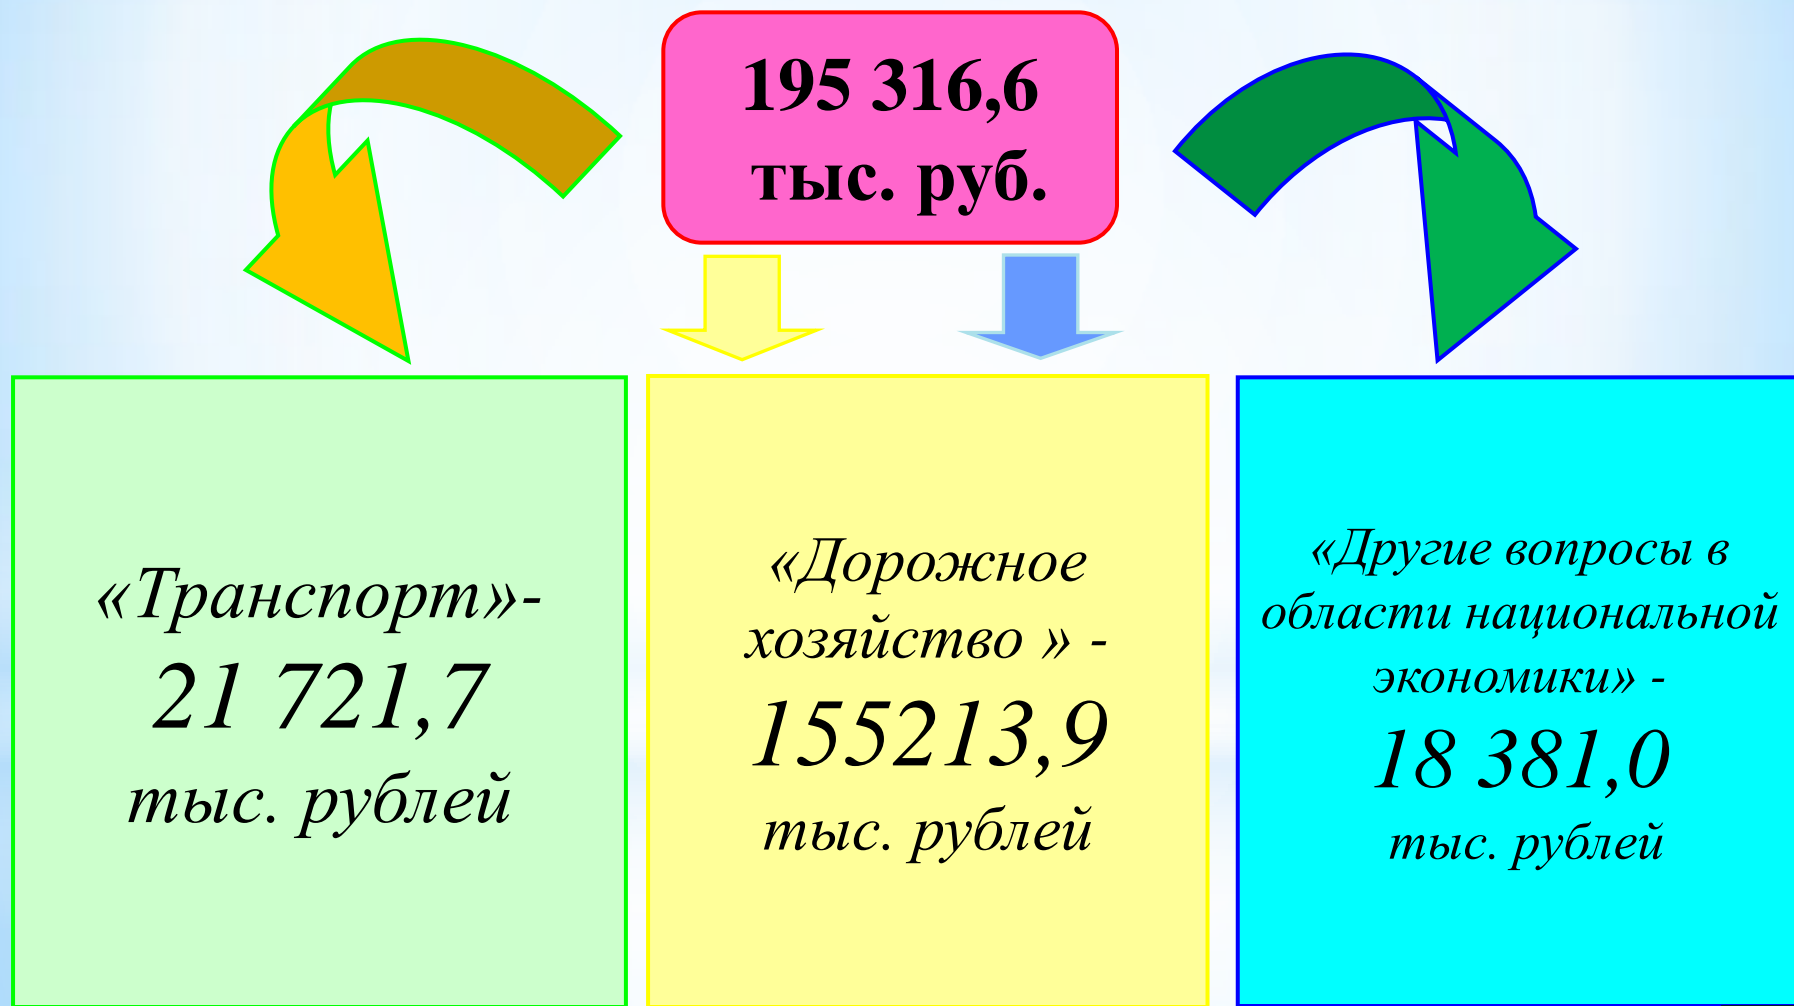 195 316,6
тыс. руб.
«Транспорт»-
21 721,7
тыс. рублей
«Дорожное
хозяйство » -
155213,9
тыс. рублей
«Другие вопросы в
области национальной
экономики» -
18 381,0
тыс. рублей